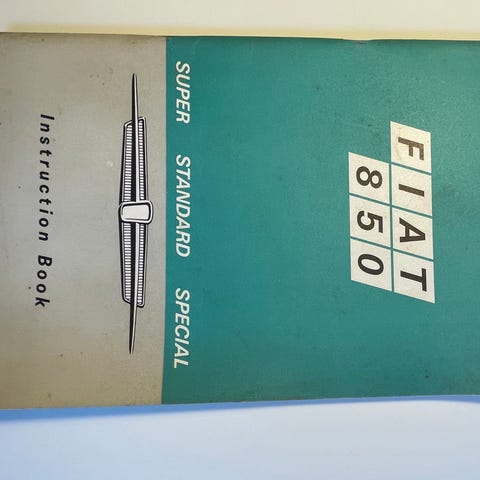 FIAT
850
SUPER STANDARD SPECIAL
Instruction Book